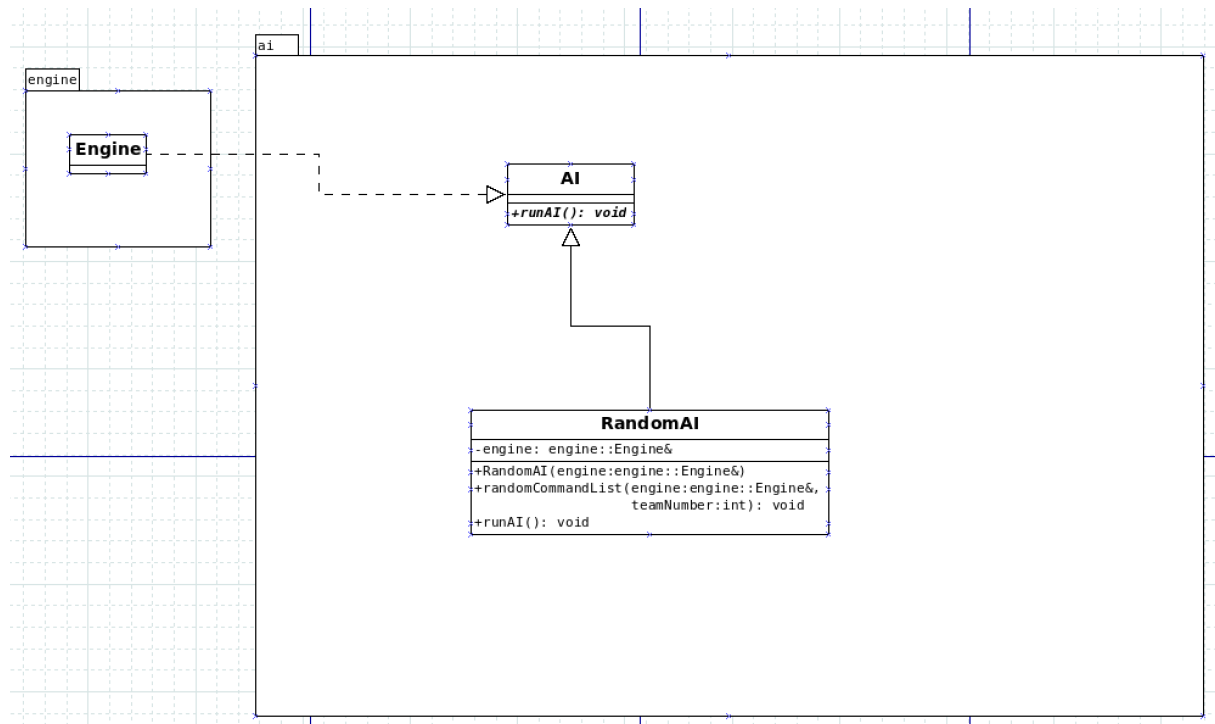 ai
engine
Engine
AI
+runAI(): void
RandomAI
-engine: engine::Engine&
+RandomAI(engine:engine::Engine&)
+randomCommandList(engine:engine::Engine&,
teamNumber:int): void
+runAI(): void